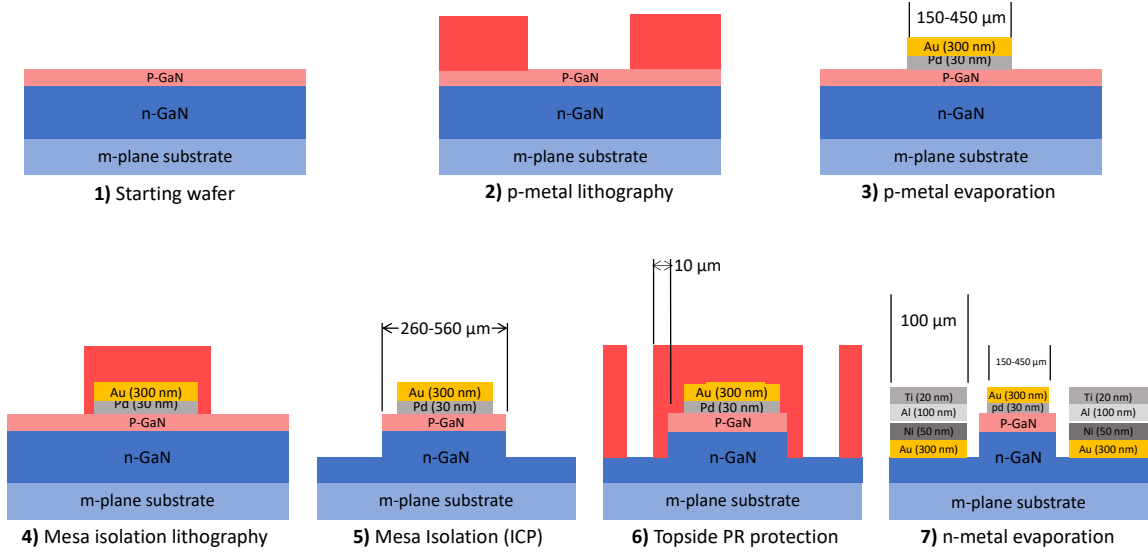 P-GaN
n-GaN
m-plane substrate
1) Starting wafer
P-GaN
n-GaN
m-plane substrate
2) p-metal lithography
150-450 µm
Au (300 nm)
Pd (30 nm)
P-GaN
n-GaN
m-plane substrate
3) p-metal evaporation
Au (300 nm)
Pd (30 nm)
P-GaN
n-GaN
m-plane substrate
4) Mesa isolation lithography
260-560 µm
Au (300 nm)
Pd (30 nm)
P-GaN
n-GaN
m-plane substrate
5) Mesa Isolation (ICP)
10 µm
Au (300 nm)
Pd (30 nm)
P-GaN
n-GaN
m-plane substrate
6) Topside PR protection
100 µm
150-450 µm
Ti (20 nm)
Al (100 nm)
Ni (50 nm)
Au (300 nm)
Au (300 nm)
pd (30 nm)
P-GaN
n-GaN
Ti (20 nm)
Al (100 nm)
Ni (50 nm)
Au (300 nm)
m-plane substrate
7) n-metal evaporation